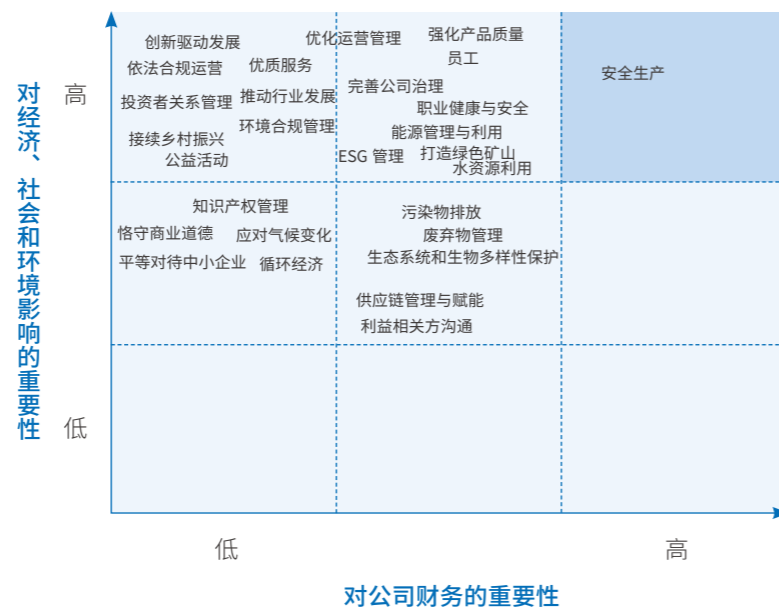 对经济、社会和环境影响的重要性
高
低
创新驱动发展
依法合规运营
优质服务
投资者关系管理
推动行业发展
环境合规管理
接续乡村振兴
公益活动
优化运营管理
强化产品质量
员工
完善公司治理
职业健康与安全
能源管理与利用
ESG 管理
打造绿色矿山
水资源利用
安全生产
知识产权管理
恪守商业道德
应对气候变化
平等对待中小企业
循环经济
污染物排放
废弃物管理
生态系统和生物多样性保护
供应链管理与赋能
利益相关方沟通
低
高
对公司财务的重要性